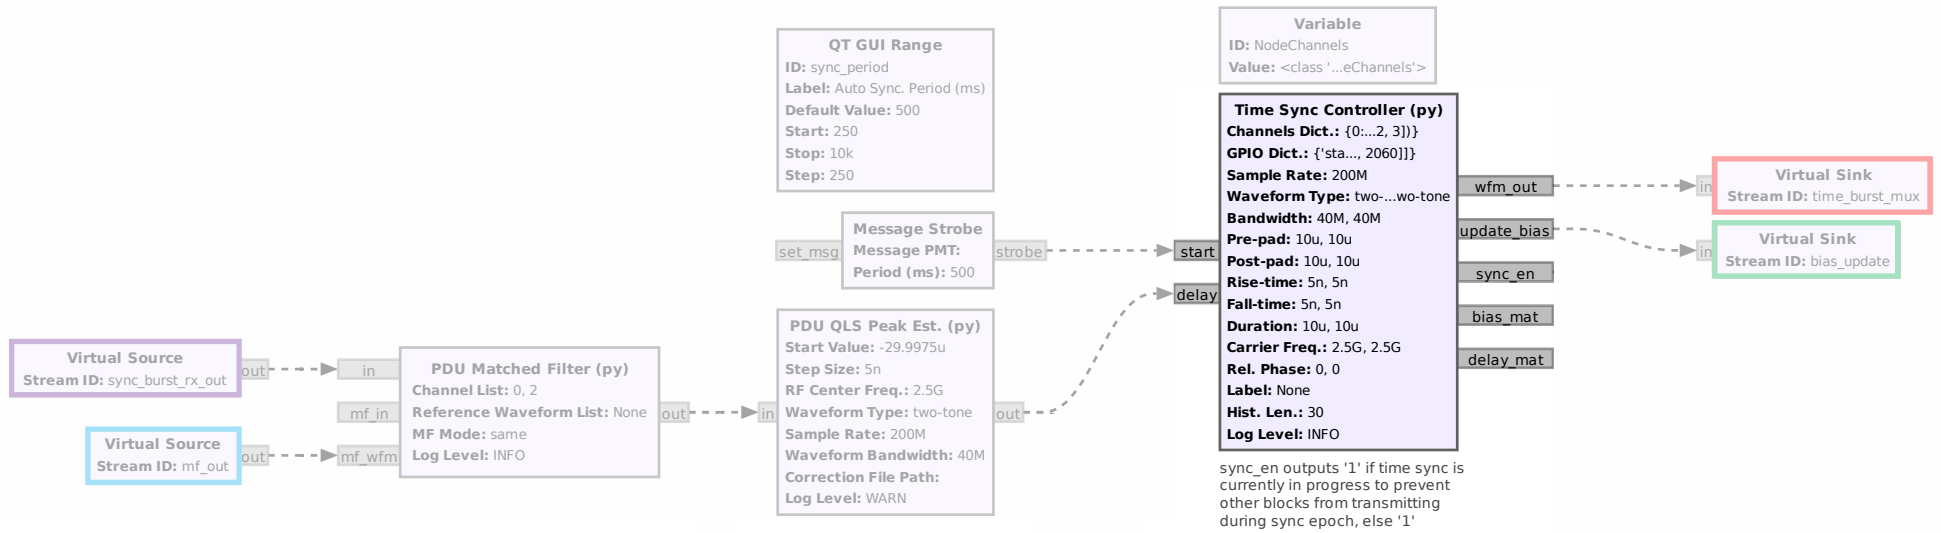 Variable
ID: NodeChannels
Value: <class '...eChannels'>
QT GUI Range
ID: sync_period
Label: Auto Sync. Period (ms)
Default Value: 500
Start: 250
Stop: 10k
Step: 250
set_msg
Message Strobe
Message PMT:
Period (ms): 500
strobe
Virtual Source
Stream ID: sync_burst_rx_out
out
Virtual Source
Stream ID: mf_out
out
in
mf_in
mf_wfm
PDU Matched Filter (py)
Channel List: 0, 2
Reference Waveform List: None
MF Mode: same
Log Level: INFO
out
in
PDU QLS Peak Est. (py)
Start Value: -29.9975u
Step Size: 5n
RF Center Freq.: 2.5G
Waveform Type: two-tone
Sample Rate: 200M
Waveform Bandwidth: 40M
Correction File Path:
Log Level: WARN
out
start
delay
Time Sync Controller (py)
Channels Dict.: {0:...2, 3])}
GPIO Dict.: {'sta..., 2060]]}
Sample Rate: 200M
Waveform Type: two-...wo-tone
Bandwidth: 40M, 40M
Pre-pad: 10u, 10u
Post-pad: 10u, 10u
Rise-time: 5n, 5n
Fall-time: 5n, 5n
Duration: 10u, 10u
Carrier Freq.: 2.5G, 2.5G
Rel. Phase: 0, 0
Label: None
Hist. Len.: 30
Log Level: INFO
wfm_out
update_bias
sync_en
bias_mat
delay_mat
sync_en outputs '1' if time sync is
currently in progress to prevent
other blocks from transmitting
during sync epoch, else '1'
in
Virtual Sink
Stream ID: time_burst_mux
in
Virtual Sink
Stream ID: bias_update